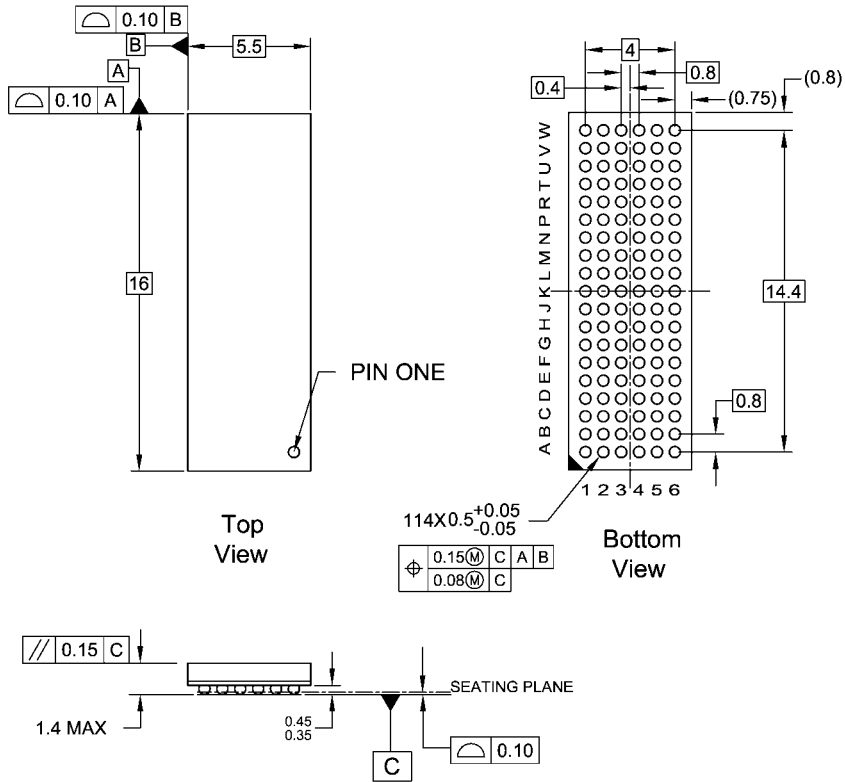 0.10 B
B
5.5
A
0.10 A
16
PIN ONE
Top
View
4
0.8
0.4
(0.75)
(0.8)
A B C D E F G H J K L M N P R T U V W
14.4
0.8
1 2 3 4 5 6
114X0.5 +0.05
-0.05
⌖ 0.15Ⓜ C A B
0.08Ⓜ C
Bottom
View
// 0.15 C
1.4 MAX
0.45
0.35
SEATING PLANE
0.10
C